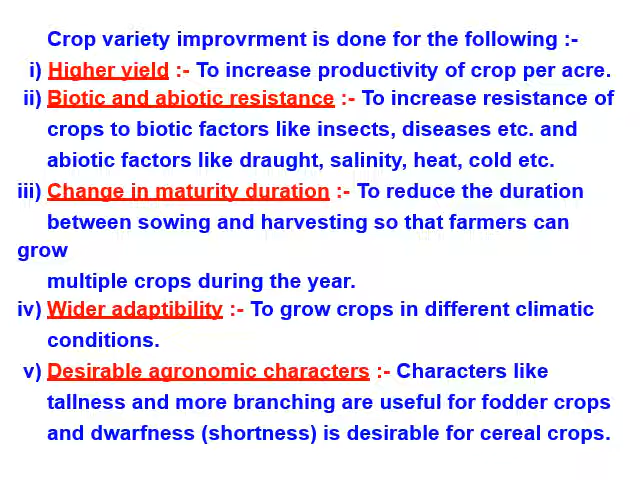 Crop variety improvrment is done for the following :-
i) Higher yield :- To increase productivity of crop per acre.
ii) Biotic and abiotic resistance :- To increase resistance of
crops to biotic factors like insects, diseases etc. and
abiotic factors like draught, salinity, heat, cold etc.
iii) Change in maturity duration :- To reduce the duration
between sowing and harvesting so that farmers can
grow
multiple crops during the year.
iv) Wider adaptibility :- To grow crops in different climatic
conditions.
v) Desirable agronomic characters :- Characters like
tallness and more branching are useful for fodder crops
and dwarfness (shortness) is desirable for cereal crops.